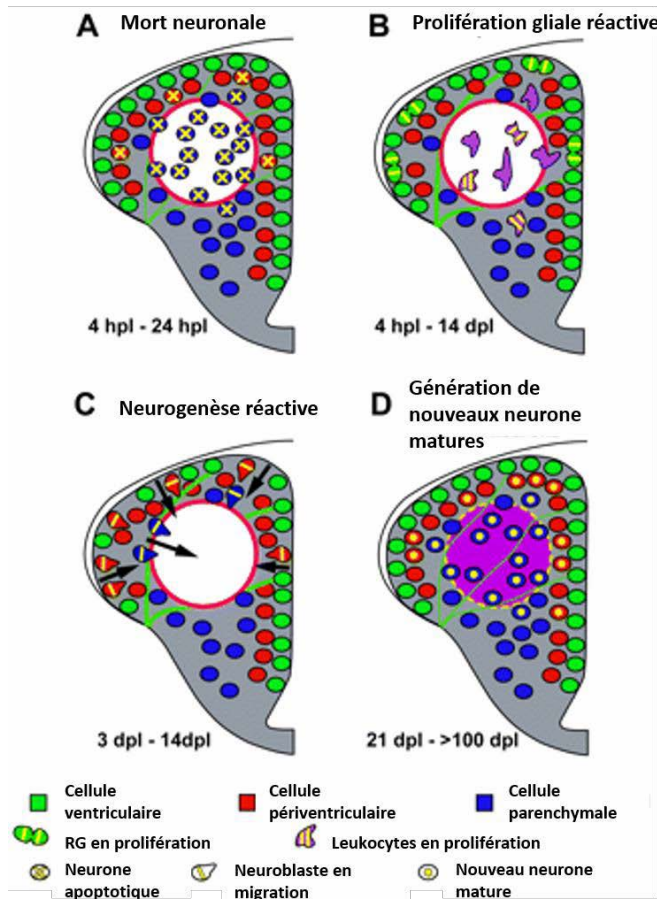 A Mort neuronale
B Prolifération gliale réactive
4 hpl - 24 hpl
4 hpl - 14 dpl
C Neurogenèse réactive
D Génération de
nouveaux neurone
matures
3 dpl - 14dpl
21 dpl - >100 dpl
Cellule
ventriculaire
Cellule
périventriculaire
Cellule
parenchymale
RG en prolifération
Leukocytes en prolifération
Neurone
apoptotique
Neuroblaste en
migration
Nouveau neurone
mature